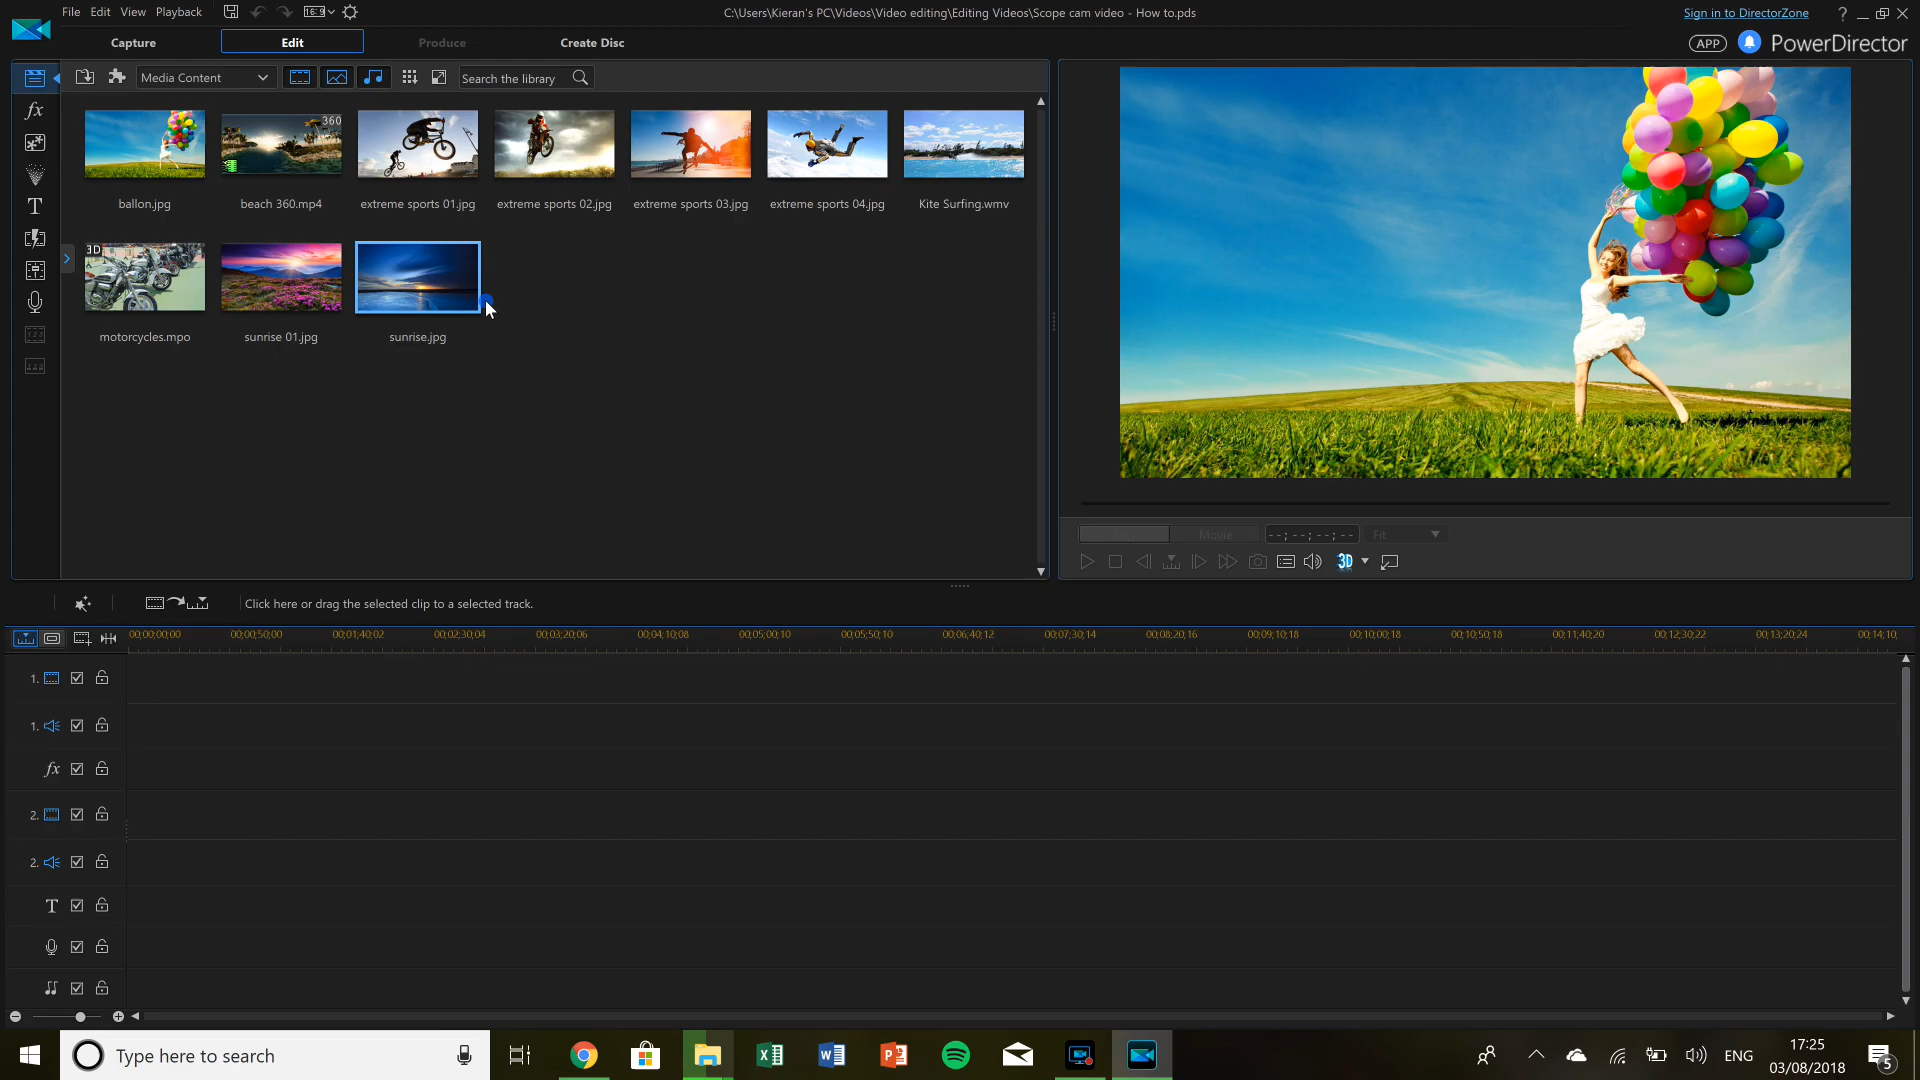 File Edit View Playback 16:9 C:\Users\Kieran's PC\Videos\Video editing\Editing Videos\Scope cam video - How to.pds Sign in to DirectorZone ?
Capture Edit Produce Create Disc APP PowerDirector
Media Content Search the library
fx
360
ballon.jpg beach 360.mp4 extreme sports 01.jpg extreme sports 02.jpg extreme sports 03.jpg extreme sports 04.jpg Kite Surfing.wmv
T
3D
motorcycles.mpo sunrise 01.jpg sunrise.jpg
Movie --;--;--;-- Fit
3D
Click here or drag the selected clip to a selected track.
00;00;00;00 00;00;50;00 00;01;40;02 00;02;30;04 00;03;20;06 00;04;10;08 00;05;00;10 00;05;50;10 00;06;40;12 00;07;30;14 00;08;20;16 00;09;10;18 00;10;00;18 00;10;50;18 00;11;40;20 00;12;30;22 00;13;20;24 00;14;10;
1.
1.
fx
2.
2.
T
Type here to search ENG 17:25
03/08/2018 5